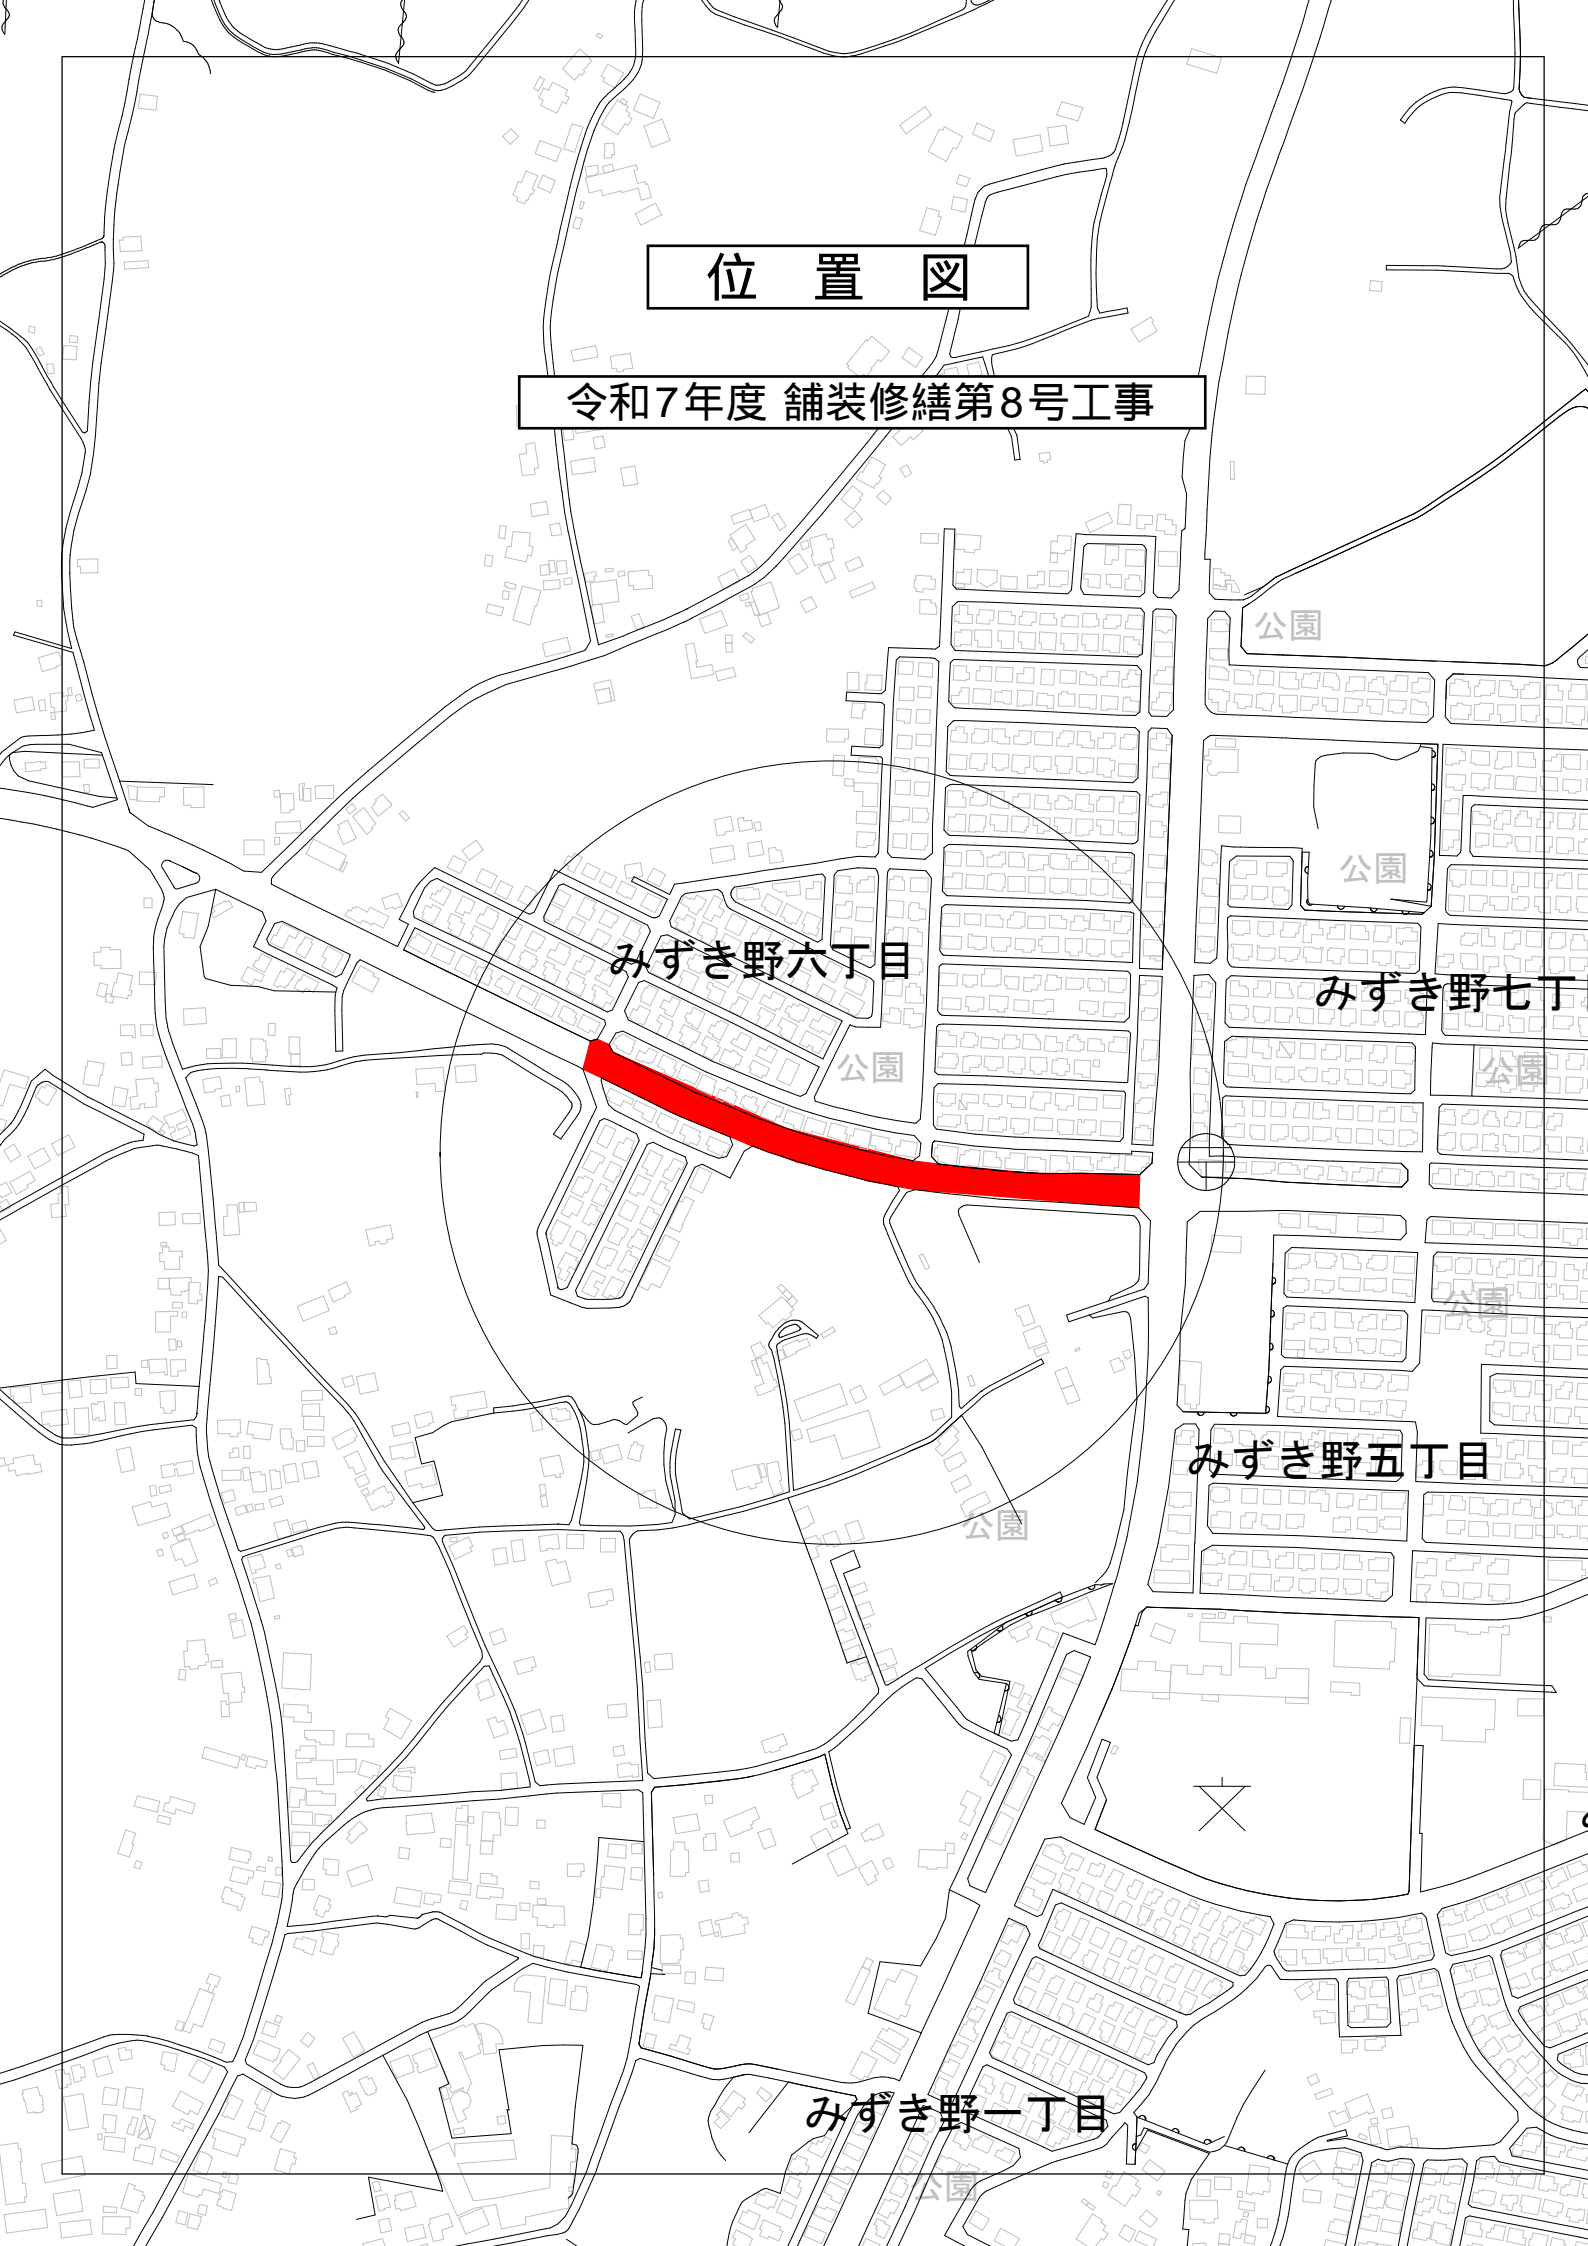 位　置　図
令和7年度 舗装修繕第8号工事
公園
公園
みずき野六丁目
みずき野七丁
公園
公園
公園
みずき野五丁目
公園
みずき野一丁目
公園